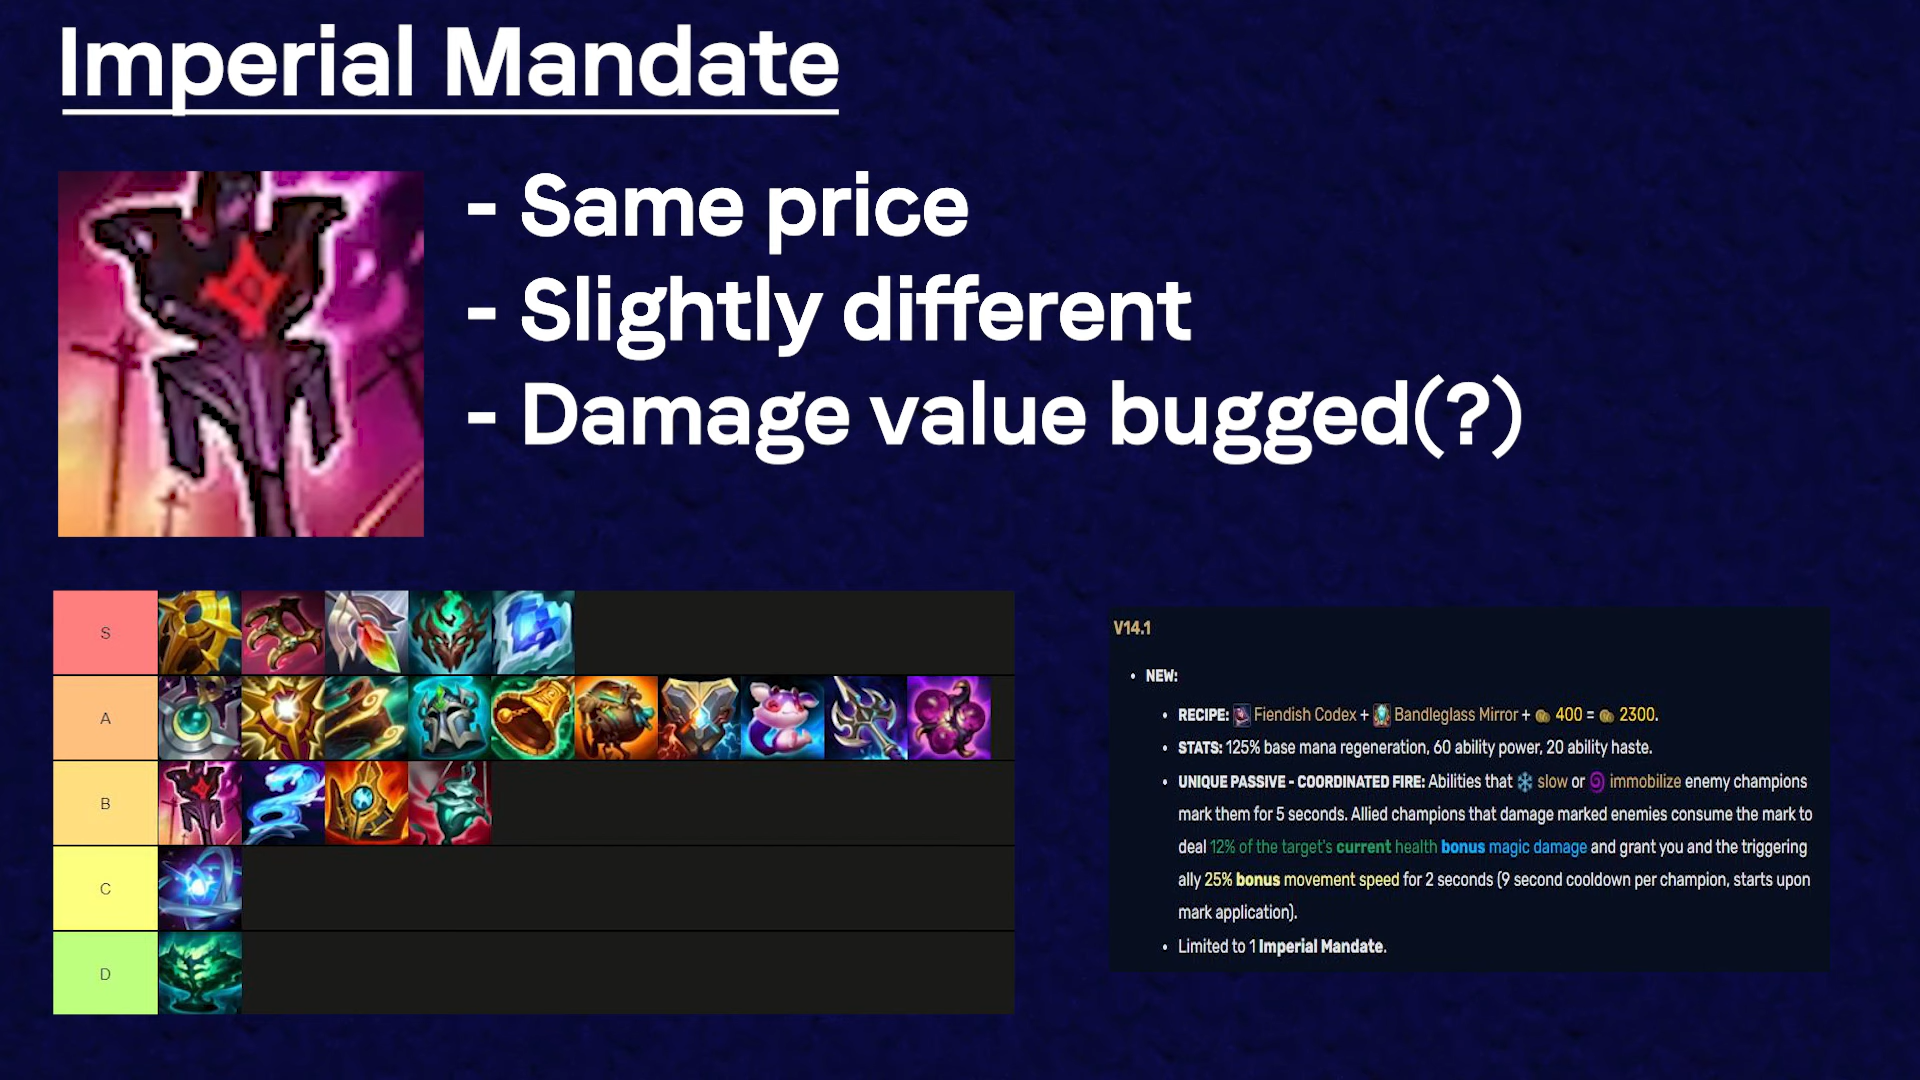 Imperial Mandate
- Same price
- Slightly different
- Damage value bugged(?)
S
A
B
C
D
V14.1
• NEW:
• RECIPE: Fiendish Codex + Bandleglass Mirror + 400 = 2300.
• STATS: 125% base mana regeneration, 60 ability power, 20 ability haste.
• UNIQUE PASSIVE - COORDINATED FIRE: Abilities that slow or immobilize enemy champions
mark them for 5 seconds. Allied champions that damage marked enemies consume the mark to
deal 12% of the target's current health bonus magic damage and grant you and the triggering
ally 25% bonus movement speed for 2 seconds (9 second cooldown per champion, starts upon
mark application).
• Limited to 1 Imperial Mandate.